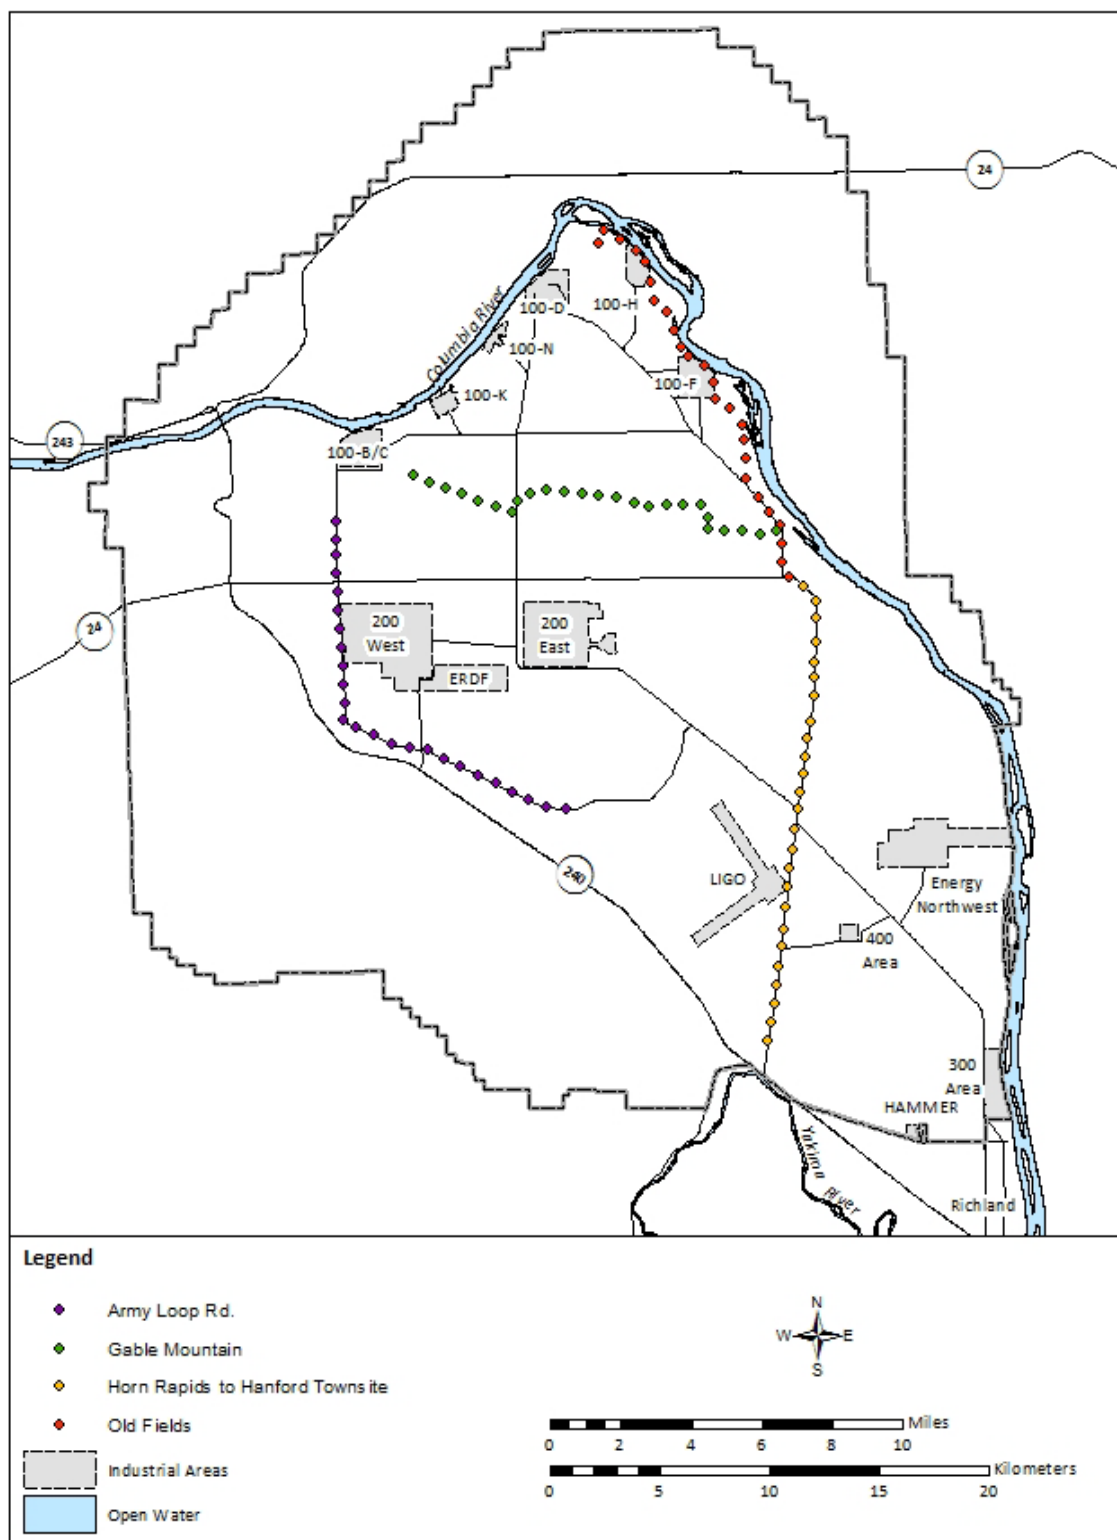 24
Columbia River
100-D
100-H
100-N
100-F
100-K
243
100-B/C
24
200
West
200
East
ERDF
LIGO
240
Energy
Northwest
400
Area
300
Area
HAMMER
Yakima
River
Richland
Legend
Army Loop Rd.
Gable Mountain
Horn Rapids to Hanford Townsite
Old Fields
Industrial Areas
Open Water
N
W E
S
Miles
0 2 4 6 8 10
Kilometers
0 5 10 15 20